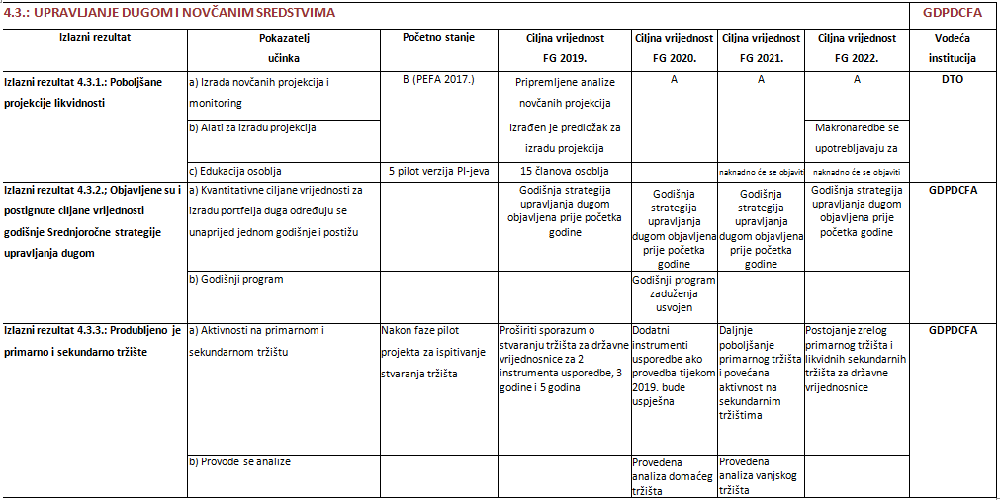 4.3.: UPRAVLJANJE DUGOM I NOVČANIM SREDSTVIMA
GDPDCFA
Izlazni rezultat
Pokazatelj
učinka
Početno stanje
Ciljna vrijednost
FG 2019.
Ciljna vrijednost
FG 2020.
Ciljna vrijednost
FG 2021.
Ciljna vrijednost
FG 2022.
Vodeća
institucija
Izlazni rezultat 4.3.1.: Poboljšane
projekcije likvidnosti
a) Izrada novčanih projekcija i
monitoring
B (PEFA 2017.)
Pripremljene analize
novčanih projekcija
A
A
A
DTO
b) Alati za izradu projekcija
Izrađen je predložak za
izradu projekcija
Makronaredbe se
upotrebljavaju za
c) Edukacija osoblja
5 pilot verzija PI-jeva
15 članova osoblja
naknadno će se objaviti
naknadno će se objaviti
Izlazni rezultat 4.3.2.; Objavljene su i
postignute ciljane vrijednosti
godišnje Srednjoročne strategije
upravljanja dugom
a) Kvantitativne ciljane vrijednosti za
izradu portfelja duga određuju se
unaprijed jednom godišnje i postižu
Godišnja strategija
upravljanja dugom
objavljena prije početka
godine
Godišnja
strategija
upravljanja
dugom objavljena
prije početka
godine
Godišnja
strategija
upravljanja
dugom objavljena
prije početka
godine
Godišnja strategija
upravljanja dugom
objavljena prije
početka godine
GDPDCFA
b) Godišnji program
Godišnji program
zaduženja
usvojen
Izlazni rezultat 4.3.3.: Produbljeno je
primarno i sekundarno tržište
a) Aktivnosti na primarnom i
sekundarnom tržištu
Nakon faze pilot
projekta za ispitivanje
stvaranja tržišta
Proširiti sporazum o
stvaranju tržišta za državne
vrijednosnice za 2
instrumenta usporedbe, 3
godine i 5 godina
Dodatni
instrumenti
usporedbe ako
provedba tijekom
2019. bude
uspješna
Daljnje
poboljšanje
primarnog tržišta
i povećana
aktivnost na
sekundarnim
tržištima
Postojanje zrelog
primarnog tržišta i
likvidnih sekundarnih
tržišta za državne
vrijednosnice
GDPDCFA
b) Provode se analize
Provedena
analiza domaćeg
tržišta
Provedena
analiza vanjskog
tržišta